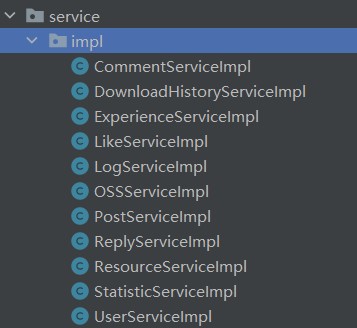 service
impl
CommentServiceImpl
DownloadHistoryServiceImpl
ExperienceServiceImpl
LikeServiceImpl
LogServiceImpl
OSSServiceImpl
PostServiceImpl
ReplyServiceImpl
ResourceServiceImpl
StatisticServiceImpl
UserServiceImpl